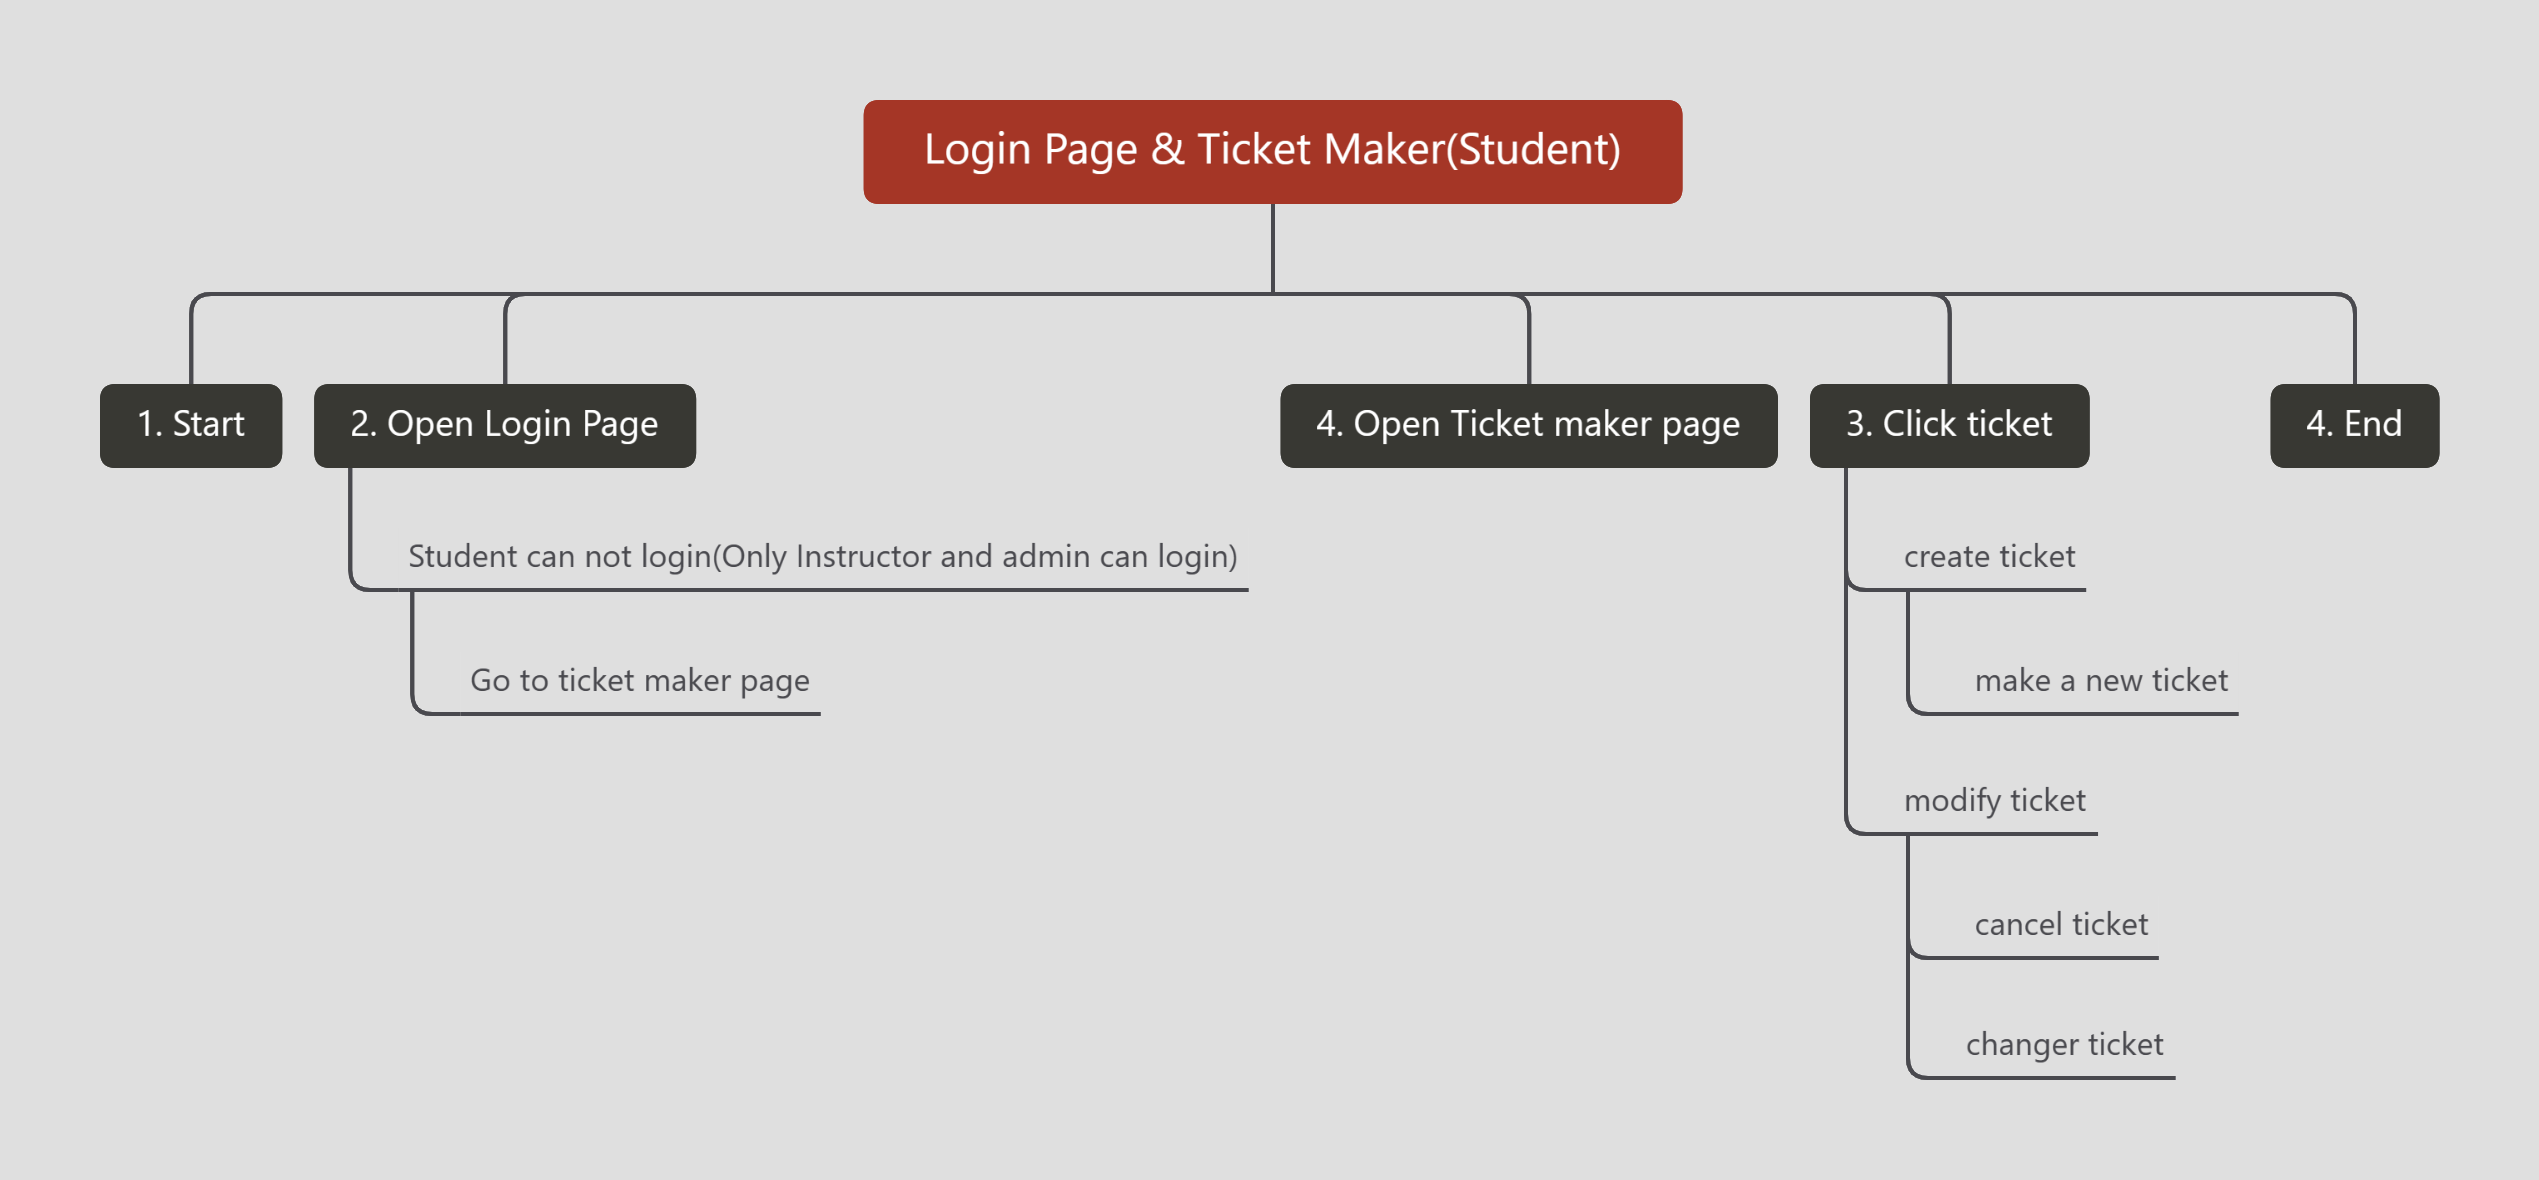 Login Page & Ticket Maker(Student)
1. Start
2. Open Login Page
Student can not login(Only Instructor and admin can login)
Go to ticket maker page
4. Open Ticket maker page
3. Click ticket
create ticket
make a new ticket
modify ticket
cancel ticket
changer ticket
4. End